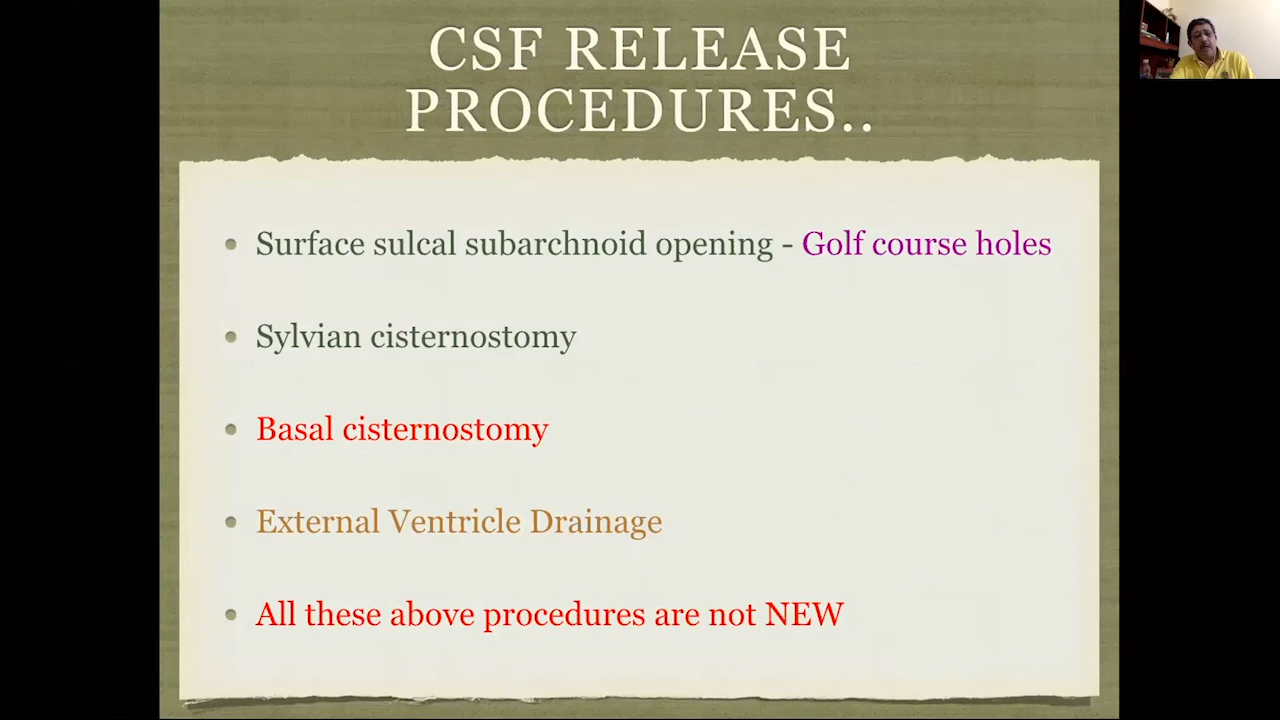 CSF RELEASE
PROCEDURES..
Surface sulcal subarchnoid opening - Golf course holes
Sylvian cisternostomy
Basal cisternostomy
External Ventricle Drainage
All these above procedures are not NEW